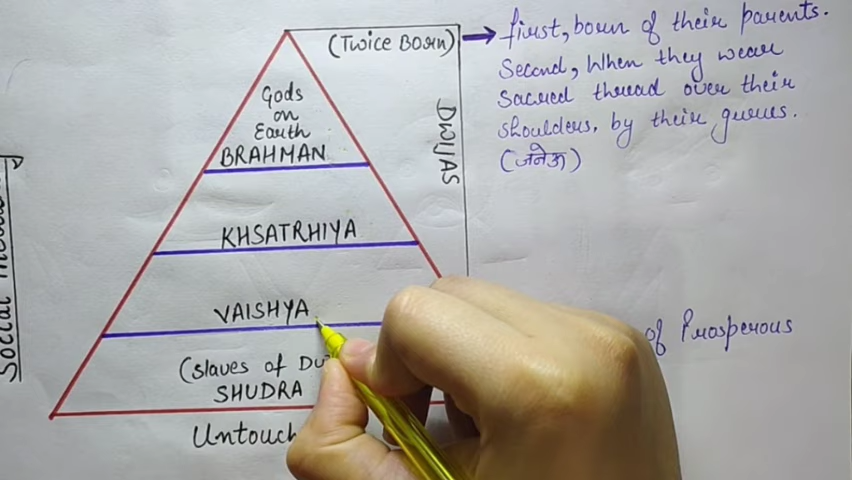 (Twice Born)
first, born of their parents.
Second, When they wear
sacred thread over their
shoulders, by their gurus.
(जनेऊ)
Gods
on
Earth
BRAHMAN
DWIJAS
KHSATRHIYA
VAISHYA
of Prosperous
(Slaves of
SHUDRA
Social